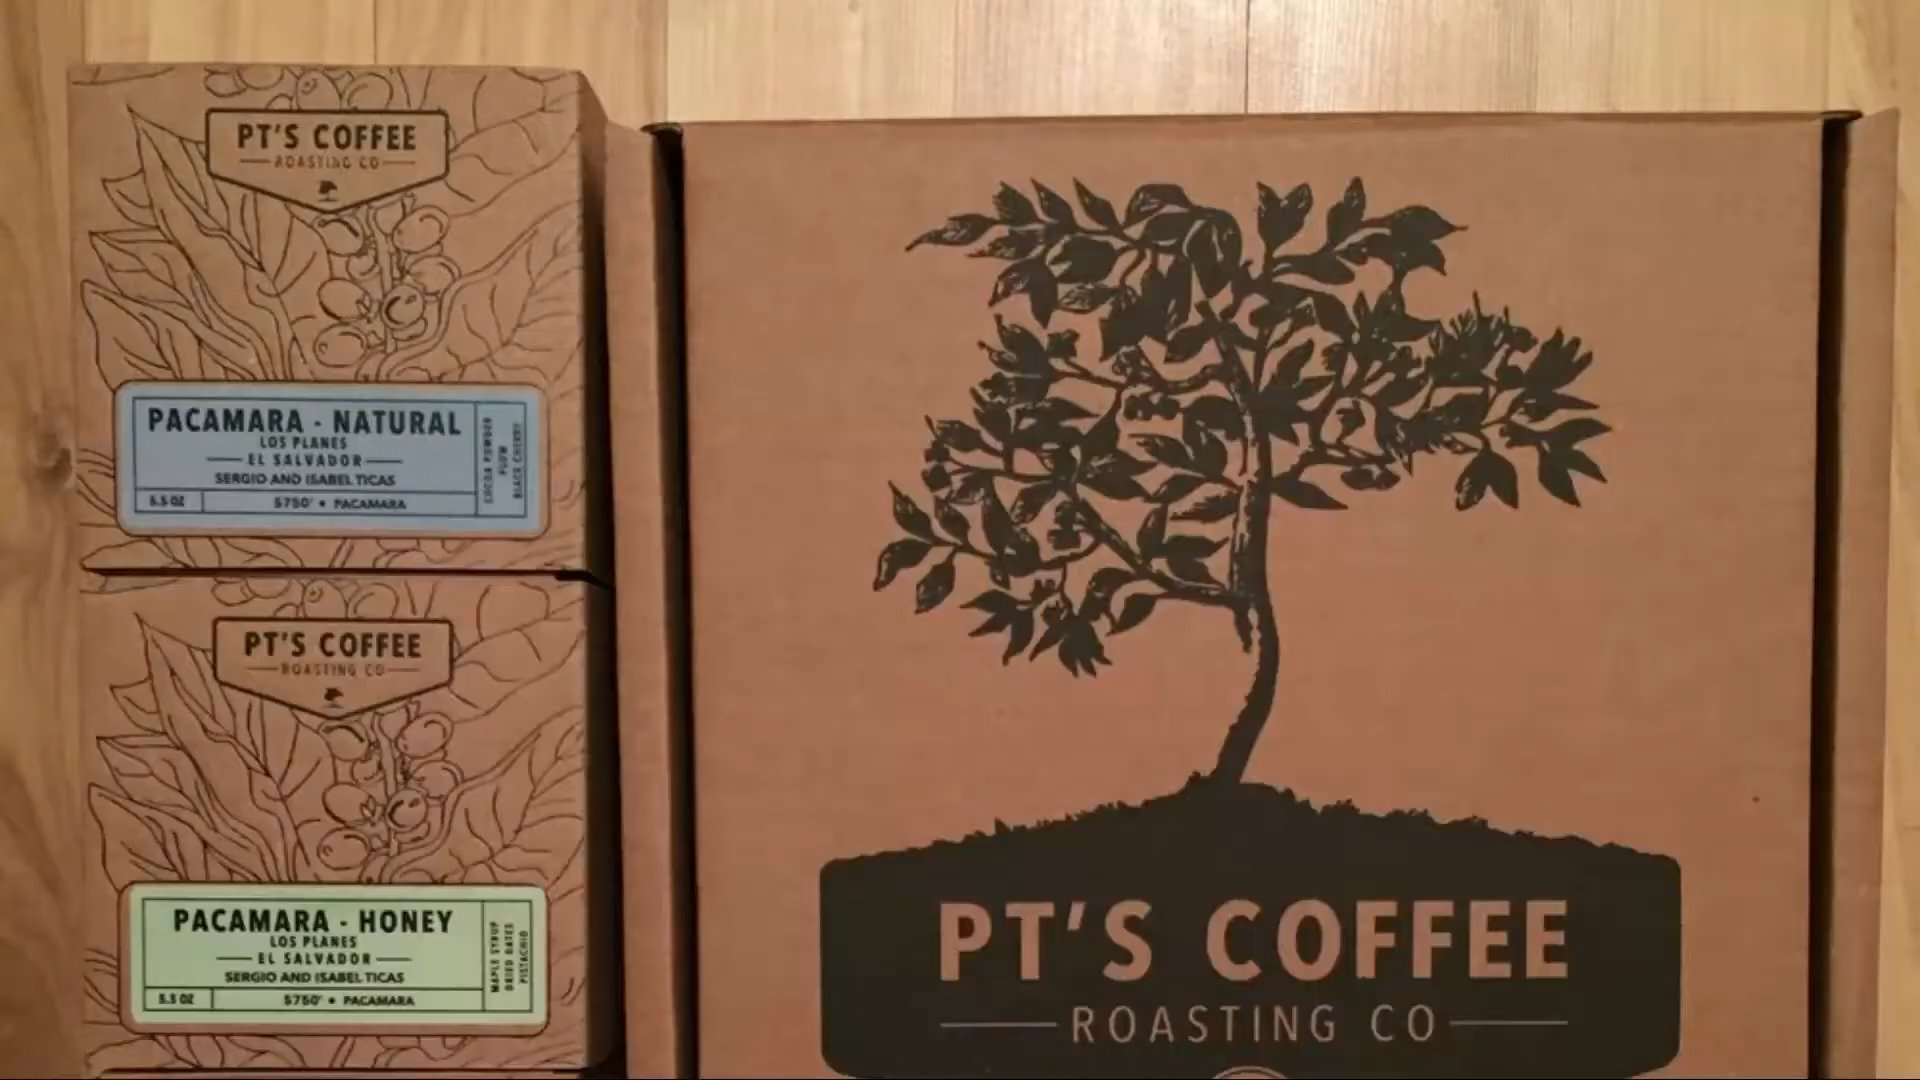 PT'S COFFEE
ROASTING CO
PACAMARA - NATURAL
LOS PLANES
EL SALVADOR
SERGIO AND ISABEL TICAS
5.5 OZ
5750' • PACAMARA
COCOA POWDER
PLUM
BLACK CHERRY
PT'S COFFEE
ROASTING CO
PACAMARA - HONEY
LOS PLANES
EL SALVADOR
SERGIO AND ISABEL TICAS
5.5 OZ
5750' • PACAMARA
MAPLE SYRUP
DRIED DATES
PISTACHIO
PT'S COFFEE
ROASTING CO